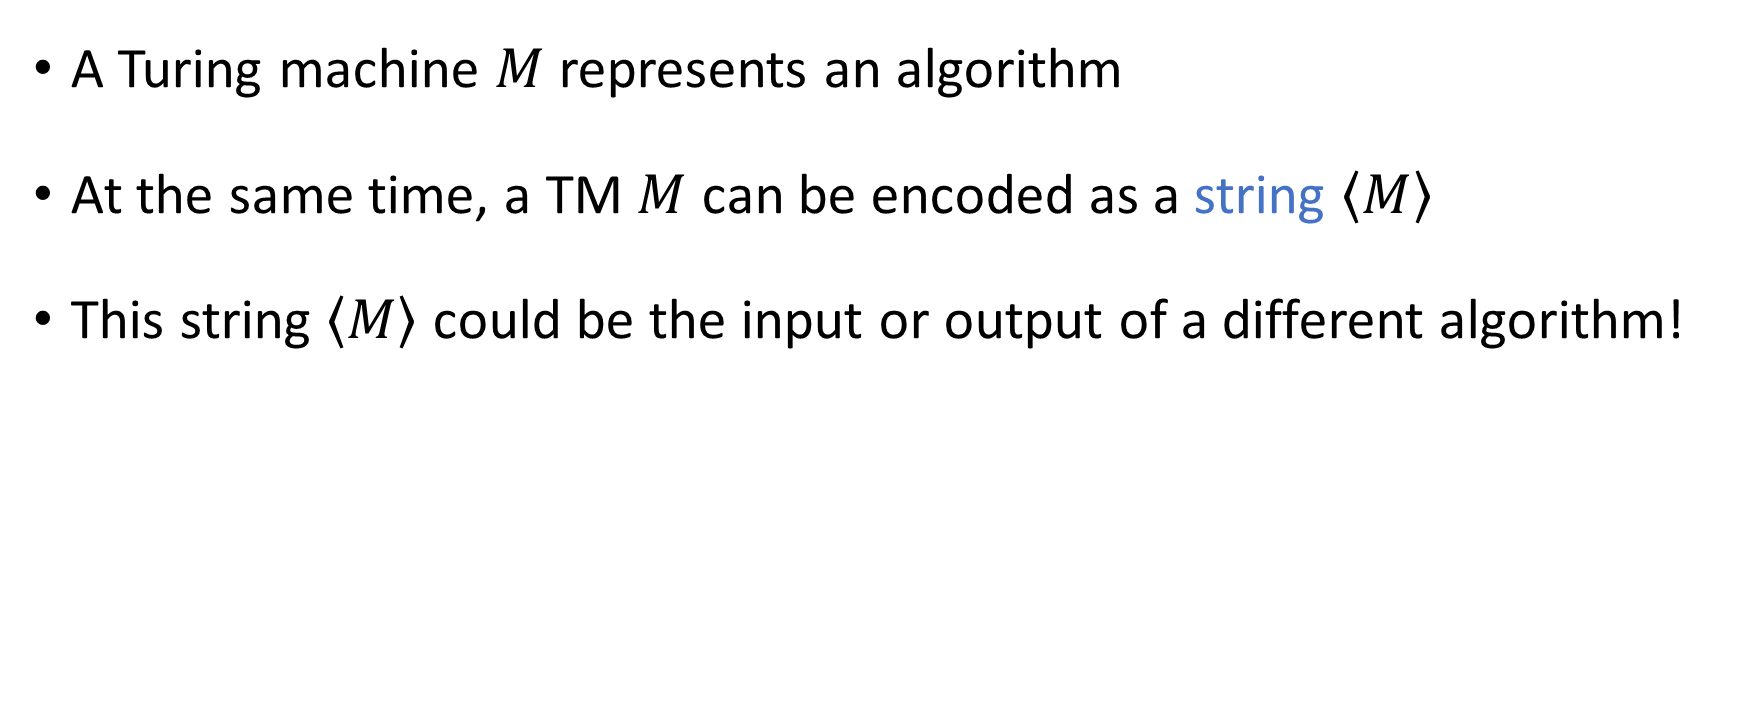 • A Turing machine 𝑀 represents an algorithm
• At the same time, a TM 𝑀 can be encoded as a string ⟨𝑀⟩
• This string ⟨𝑀⟩ could be the input or output of a different algorithm!